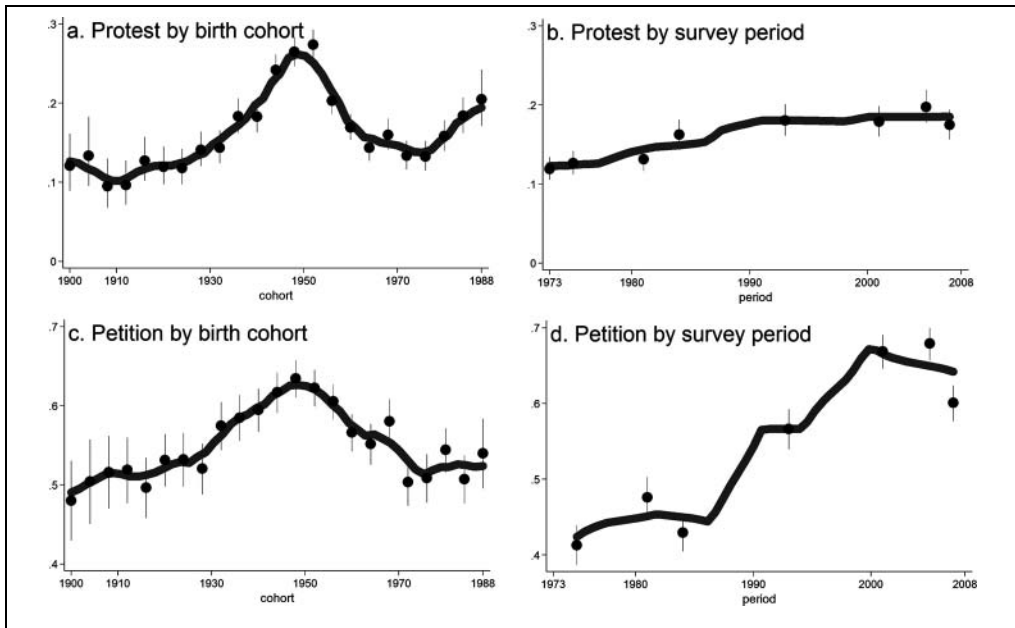 a. Protest by birth cohort
.3
.2
.1
0
1900 1910 1930 1950 1970 1988
cohort
b. Protest by survey period
.3
.2
.1
0
1973 1980 1990 2000 2008
period
c. Petition by birth cohort
.7
.6
.5
.4
1900 1910 1930 1950 1970 1988
cohort
d. Petition by survey period
.7
.6
.5
.4
1973 1980 1990 2000 2008
period